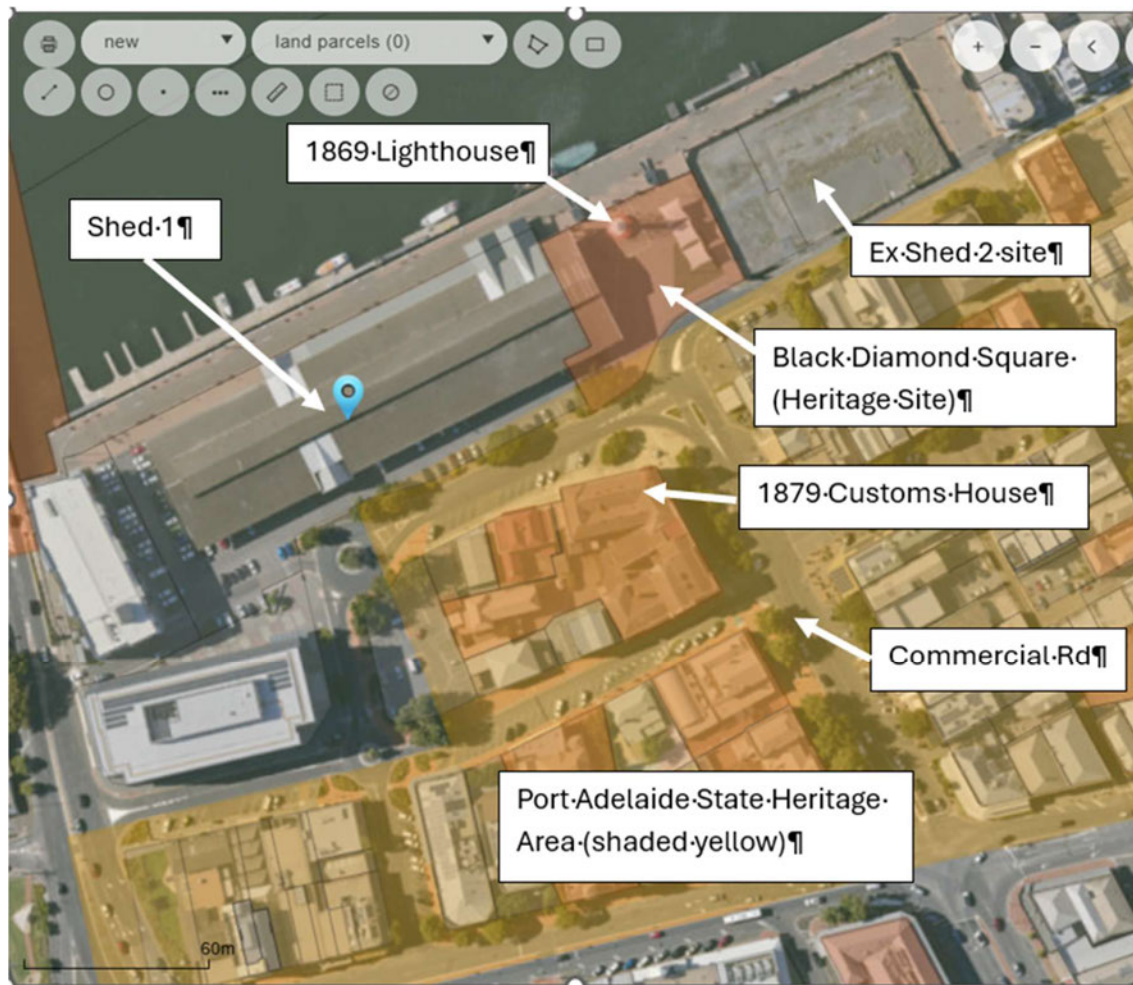 new
land parcels (0)
1869·Lighthouse¶
Shed·1¶
Ex·Shed·2·site¶
Black·Diamond·Square·
(Heritage·Site)¶
1879·Customs·House¶
Commercial·Rd¶
Port·Adelaide·State·Heritage·
Area·(shaded·yellow)¶
60m